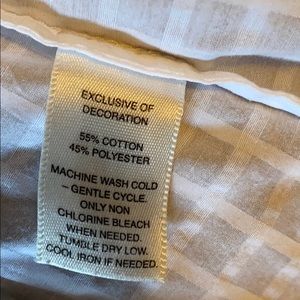 EXCLUSIVE OF
DECORATION
55% COTTON
45% POLYESTER
MACHINE WASH COLD
– GENTLE CYCLE.
ONLY NON
CHLORINE BLEACH
WHEN NEEDED.
TUMBLE DRY LOW.
COOL IRON IF NEEDED.